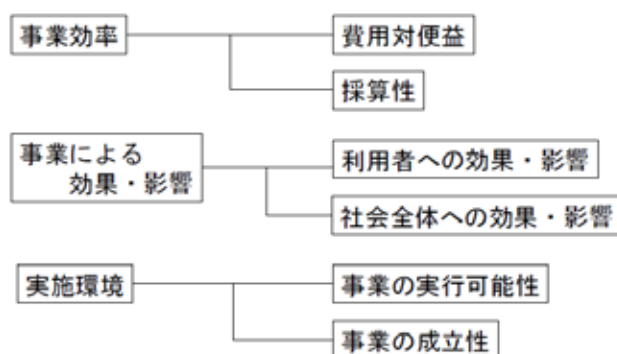 事業効率
費用対便益
採算性
事業による
効果・影響
利用者への効果・影響
社会全体への効果・影響
実施環境
事業の実行可能性
事業の成立性